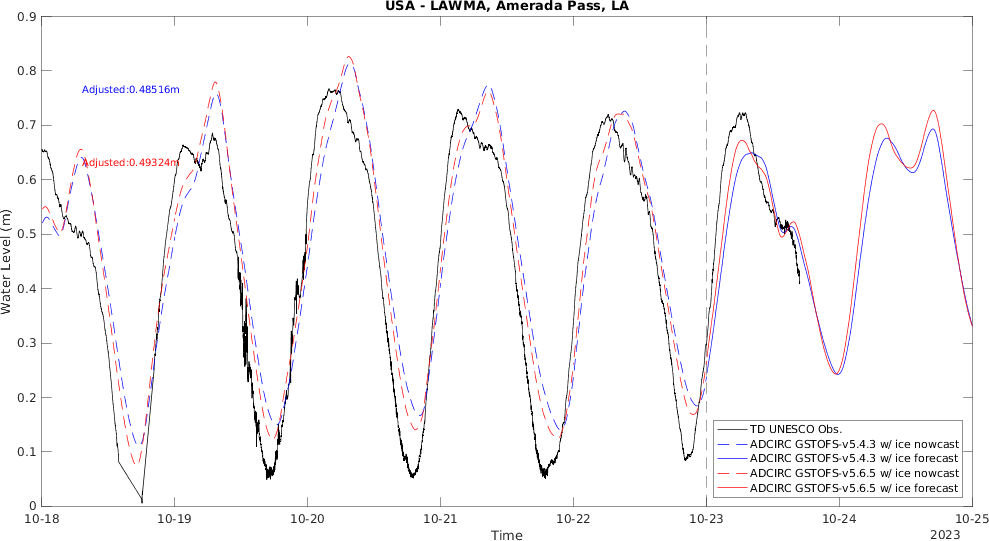 USA - LAWMA, Amerada Pass, LA
Water Level (m)
0.9
0.8
0.7
0.6
0.5
0.4
0.3
0.2
0.1
0
Adjusted:0.48516m
Adjusted:0.49324m
TD UNESCO Obs.
ADCIRC GSTOFS-v5.4.3 w/ ice nowcast
ADCIRC GSTOFS-v5.4.3 w/ ice forecast
ADCIRC GSTOFS-v5.6.5 w/ ice nowcast
ADCIRC GSTOFS-v5.6.5 w/ ice forecast
10-18 10-19 10-20 10-21 10-22 10-23 10-24 10-25
Time
2023